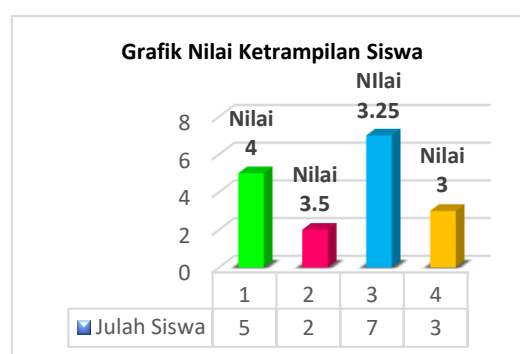 Grafik Nilai Ketrampilan Siswa
Nilai
4
Nilai
3.5
NIlai
3.25
Nilai
3
8
6
4
2
0
1 2 3 4
Julah Siswa 5 2 7 3